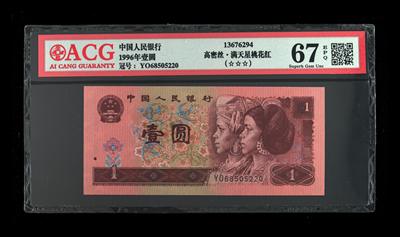 ACG
AI CANG GUARANTY
中国人民银行
1996年壹圆
冠号：YO68505220
13676294
高密丝·满天星桃花红
(☆☆☆)
67 EPQ
Superb Gem Unc
中国人民银行
壹圆
1
1
YO68505220